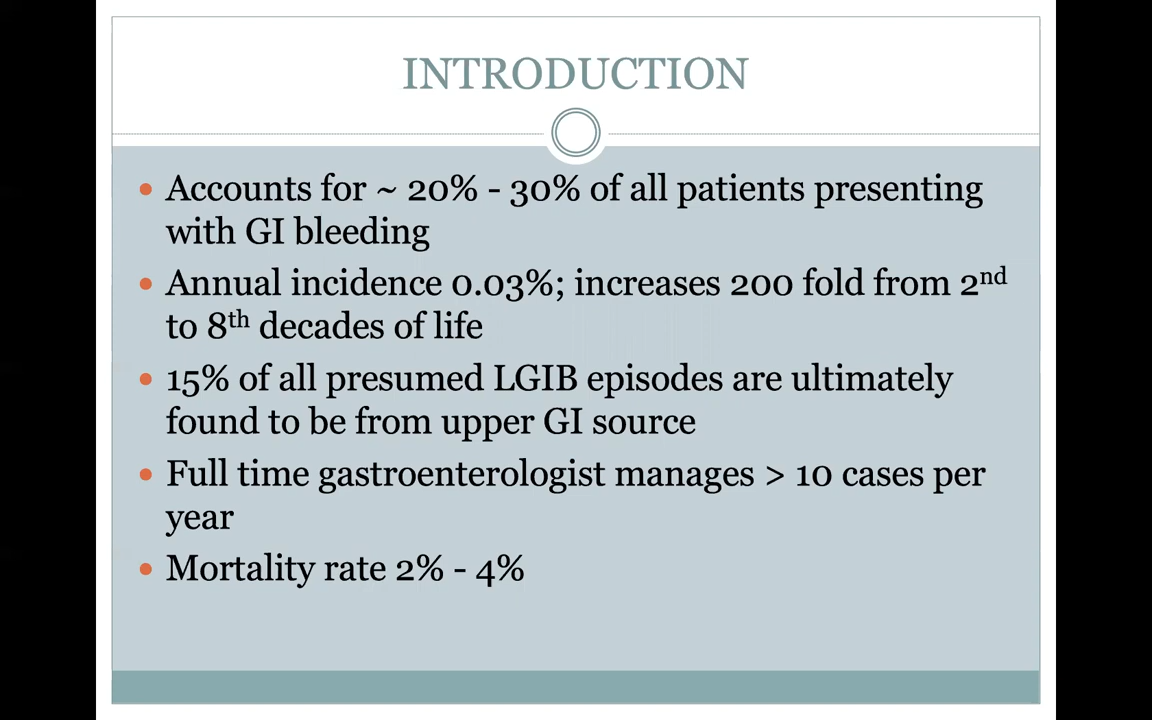 INTRODUCTION
• Accounts for ~ 20% - 30% of all patients presenting
with GI bleeding
• Annual incidence 0.03%; increases 200 fold from 2nd
to 8th decades of life
• 15% of all presumed LGIB episodes are ultimately
found to be from upper GI source
• Full time gastroenterologist manages > 10 cases per
year
• Mortality rate 2% - 4%